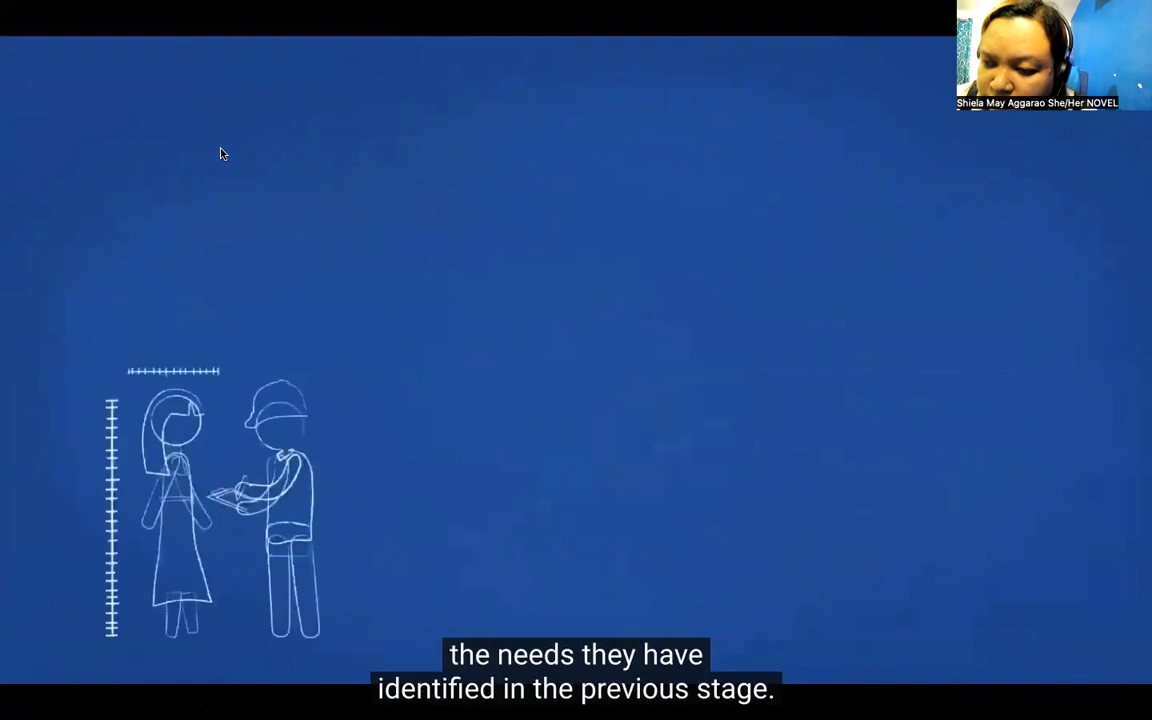 Shiela May Aggarao She/Her NOVEL
the needs they have
identified in the previous stage.